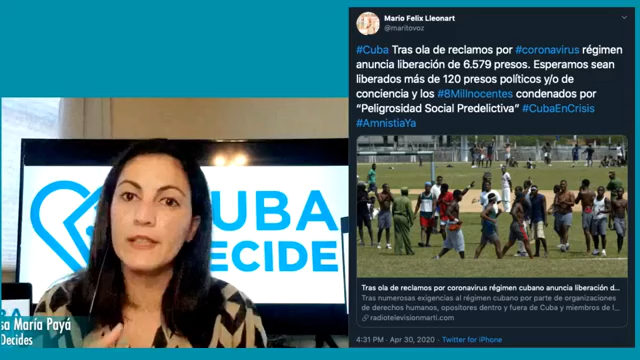 UBA
ECIDE
sa María Payá
Decides
Mario Felix Lleonart
@maritovoz
#Cuba Tras ola de reclamos por #coronavirus régimen
anuncia liberación de 6.579 presos. Esperamos sean
liberados más de 120 presos políticos y/o de
conciencia y los #8MilInocentes condenados por
“Peligrosidad Social Predelictiva” #CubaEnCrisis
#AmnistiaYa
Tras ola de reclamos por coronavirus régimen cubano anuncia liberación d...
Tras numerosas exigencias al régimen cubano por parte de organizaciones
de derechos humanos, opositores dentro y fuera de Cuba y miembros de l...
radiotelevisionmarti.com
4:31 PM · Apr 30, 2020 · Twitter for iPhone